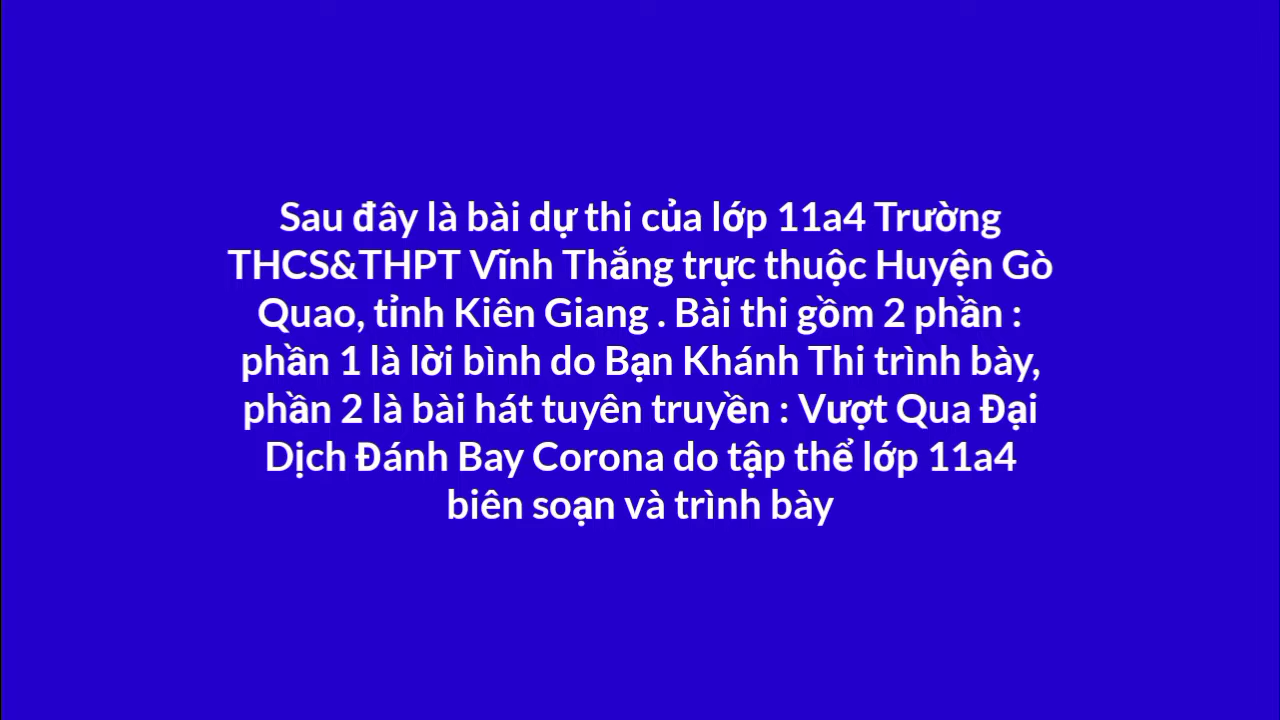 Sau đây là bài dự thi của lớp 11a4 Trường
THCS&THPT Vĩnh Thắng trực thuộc Huyện Gò
Quao, tỉnh Kiên Giang . Bài thi gồm 2 phần :
phần 1 là lời bình do Bạn Khánh Thi trình bày,
phần 2 là bài hát tuyên truyền : Vượt Qua Đại
Dịch Đánh Bay Corona do tập thể lớp 11a4
biên soạn và trình bày